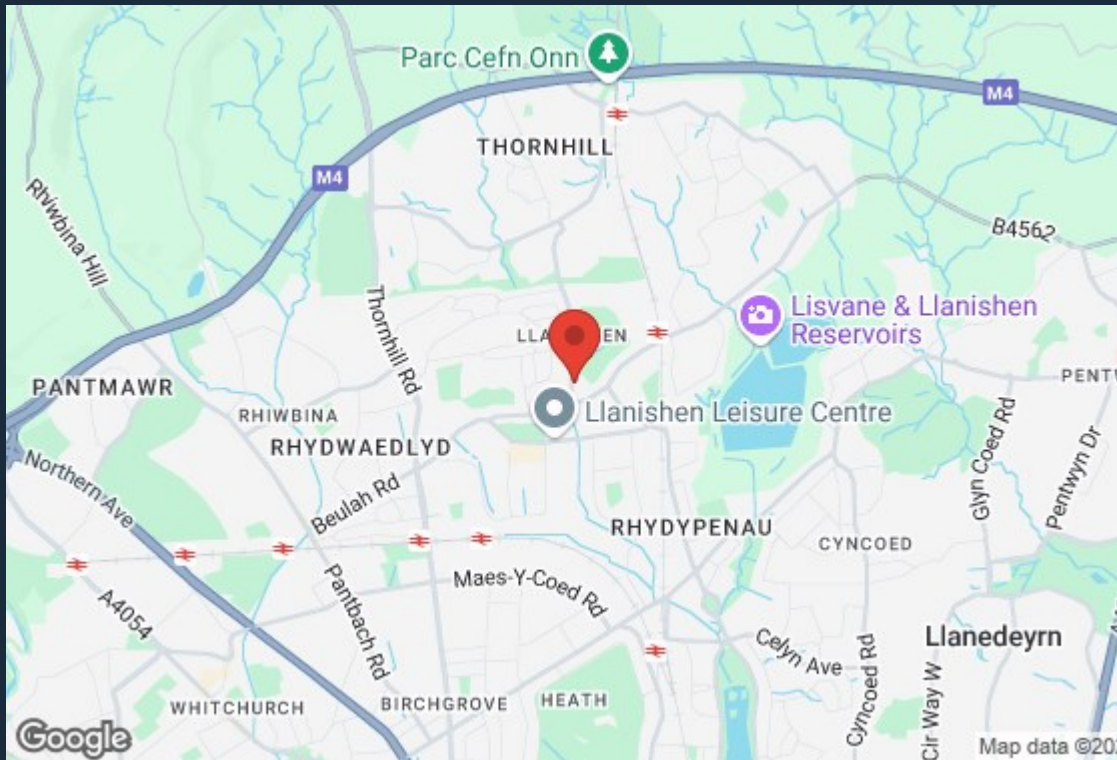 Parc Cefn Onn
M4
THORNHILL
M4
Rhiwbina Hill
B4562
Thornhill Rd
Lisvane & Llanishen
Reservoirs
PANTMAWR
RHIWBINA
Llanishen Leisure Centre
RHYDWAEDLYD
Glyn Coed Rd
Pentwyn Dr
Northern Ave
Beulah Rd
RHYDYPENAU
CYNCOED
Maes-Y-Coed Rd
A4054
Pantbach Rd
Celyn Ave
Llanedeyrn
Cyncoed Rd
Cir Way W
WHITCHURCH
BIRCHGROVE
HEATH
Google
Map data ©202